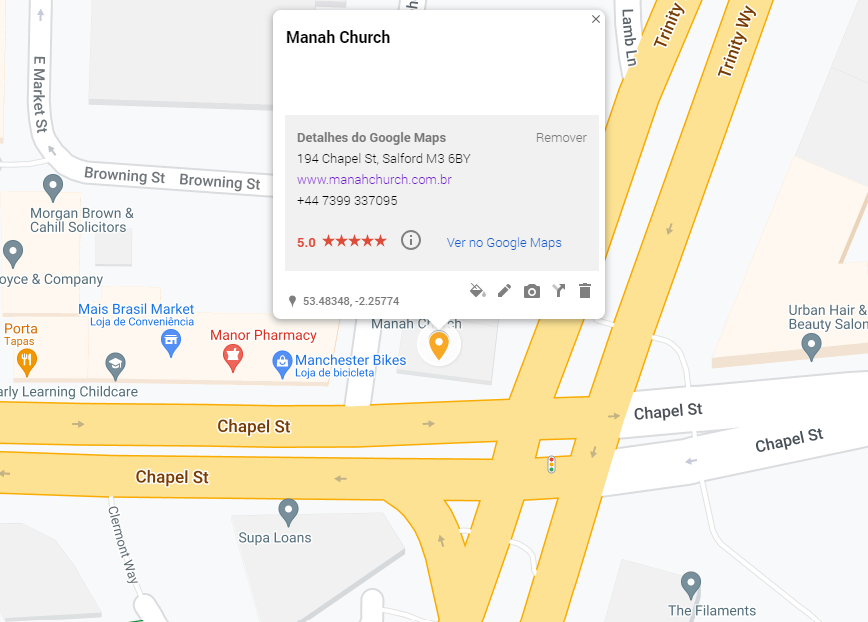 Manah Church
Detalhes do Google Maps
Remover
194 Chapel St, Salford M3 6BY
www.manahchurch.com.br
+44 7399 337095
5.0
Ver no Google Maps
53.48348, -2.25774
Lamb Ln
Trinity
Trinity Wy
E Market St
Browning St
Browning St
Morgan Brown &
Cahill Solicitors
oyce & Company
Mais Brasil Market
Loja de Conveniência
Manah Church
Porta
Tapas
Manor Pharmacy
Manchester Bikes
Loja de bicicleta
Urban Hair &
Beauty Salon
arly Learning Childcare
Chapel St
Chapel St
Chapel St
Chapel St
Clermont Way
Supa Loans
The Filaments